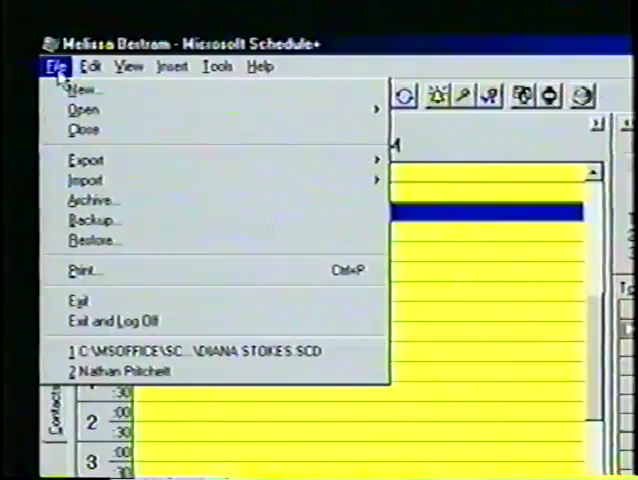 Melissa Bertram - Microsoft Schedule+
File Edit View Insert Tools Help
New...
Open
Close
Export
Import
Archive...
Backup...
Restore...
Print... Ctrl+P
Exit
Exit and Log Off
1 C:\MSOFFICE\SC...\DIANA STOKES.SCD
2 Nathan Pritchett
:30
2 :00
:30
3 :00
:30
Contacts